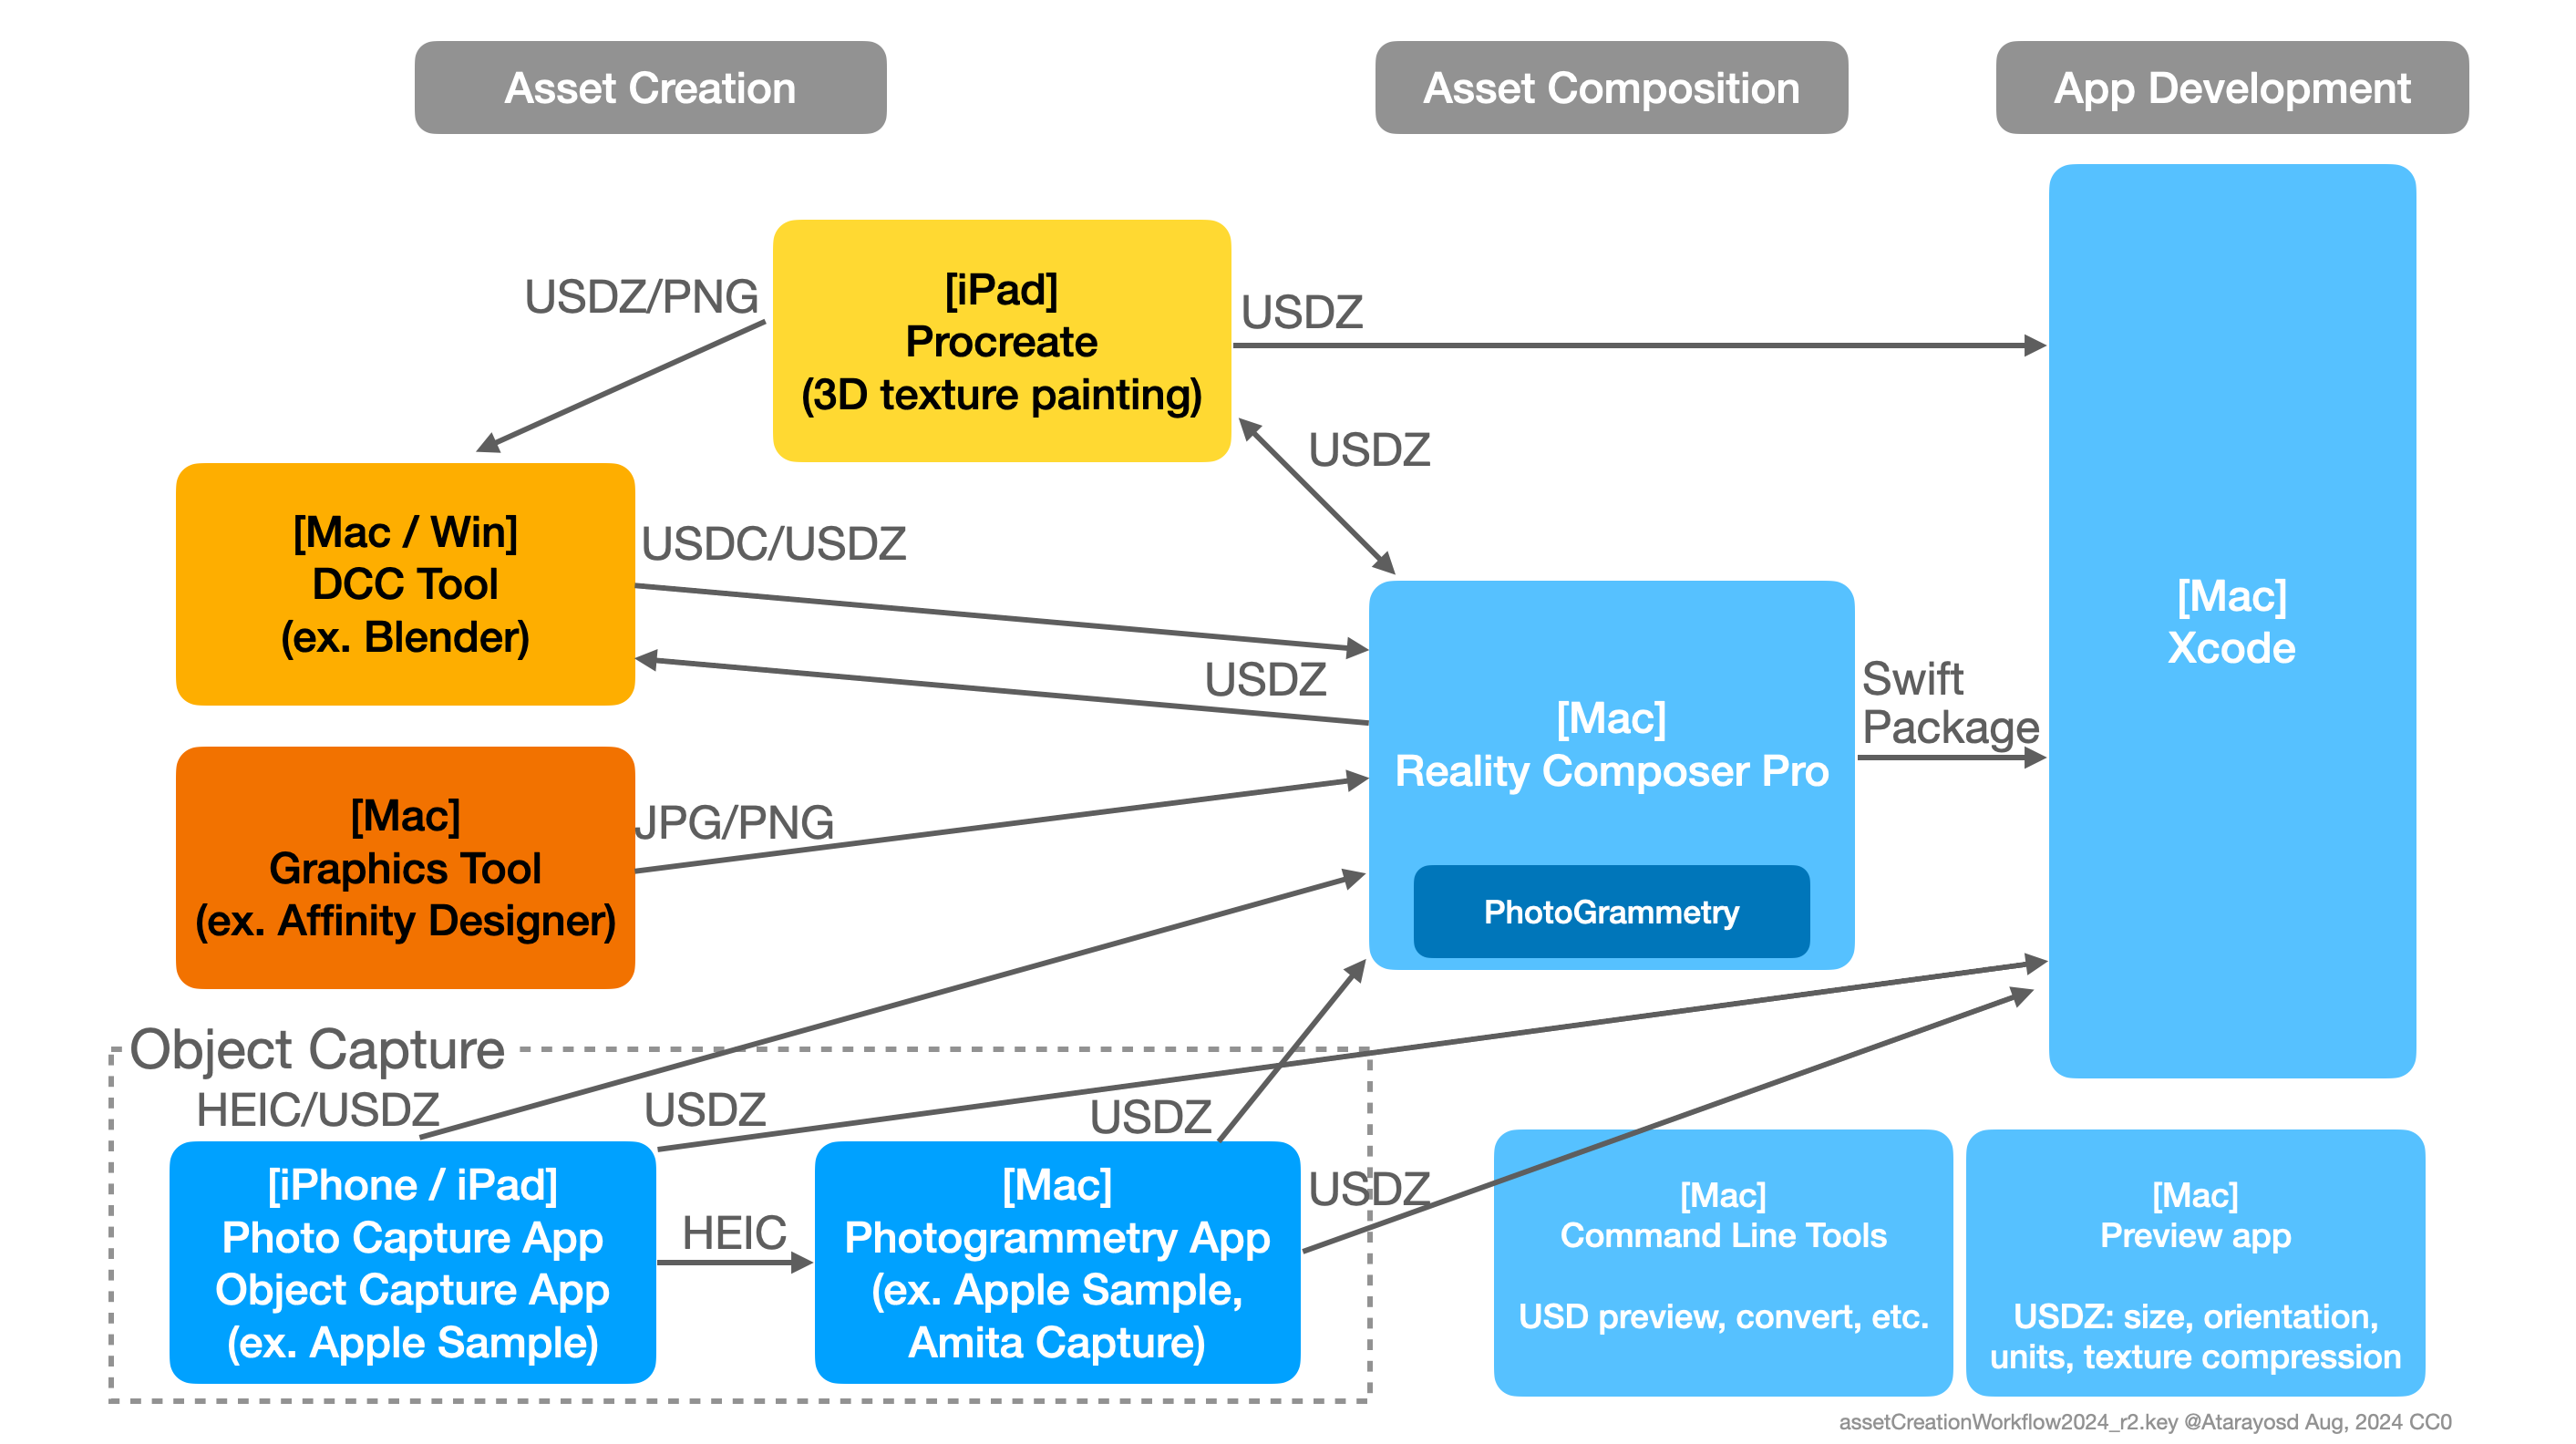 Asset Creation
Asset Composition
App Development
[iPad]
Procreate
(3D texture painting)
USDZ/PNG
USDZ
USDZ
[Mac / Win]
DCC Tool
(ex. Blender)
USDC/USDZ
USDZ
[Mac]
Graphics Tool
(ex. Affinity Designer)
JPG/PNG
[Mac]
Reality Composer Pro
PhotoGrammetry
Swift
Package
[Mac]
Xcode
Object Capture
HEIC/USDZ
USDZ
USDZ
USDZ
[iPhone / iPad]
Photo Capture App
Object Capture App
(ex. Apple Sample)
HEIC
[Mac]
Photogrammetry App
(ex. Apple Sample,
Amita Capture)
[Mac]
Command Line Tools
USD preview, convert, etc.
[Mac]
Preview app
USDZ: size, orientation,
units, texture compression
assetCreationWorkflow2024_r2.key @Atarayosd Aug, 2024 CC0